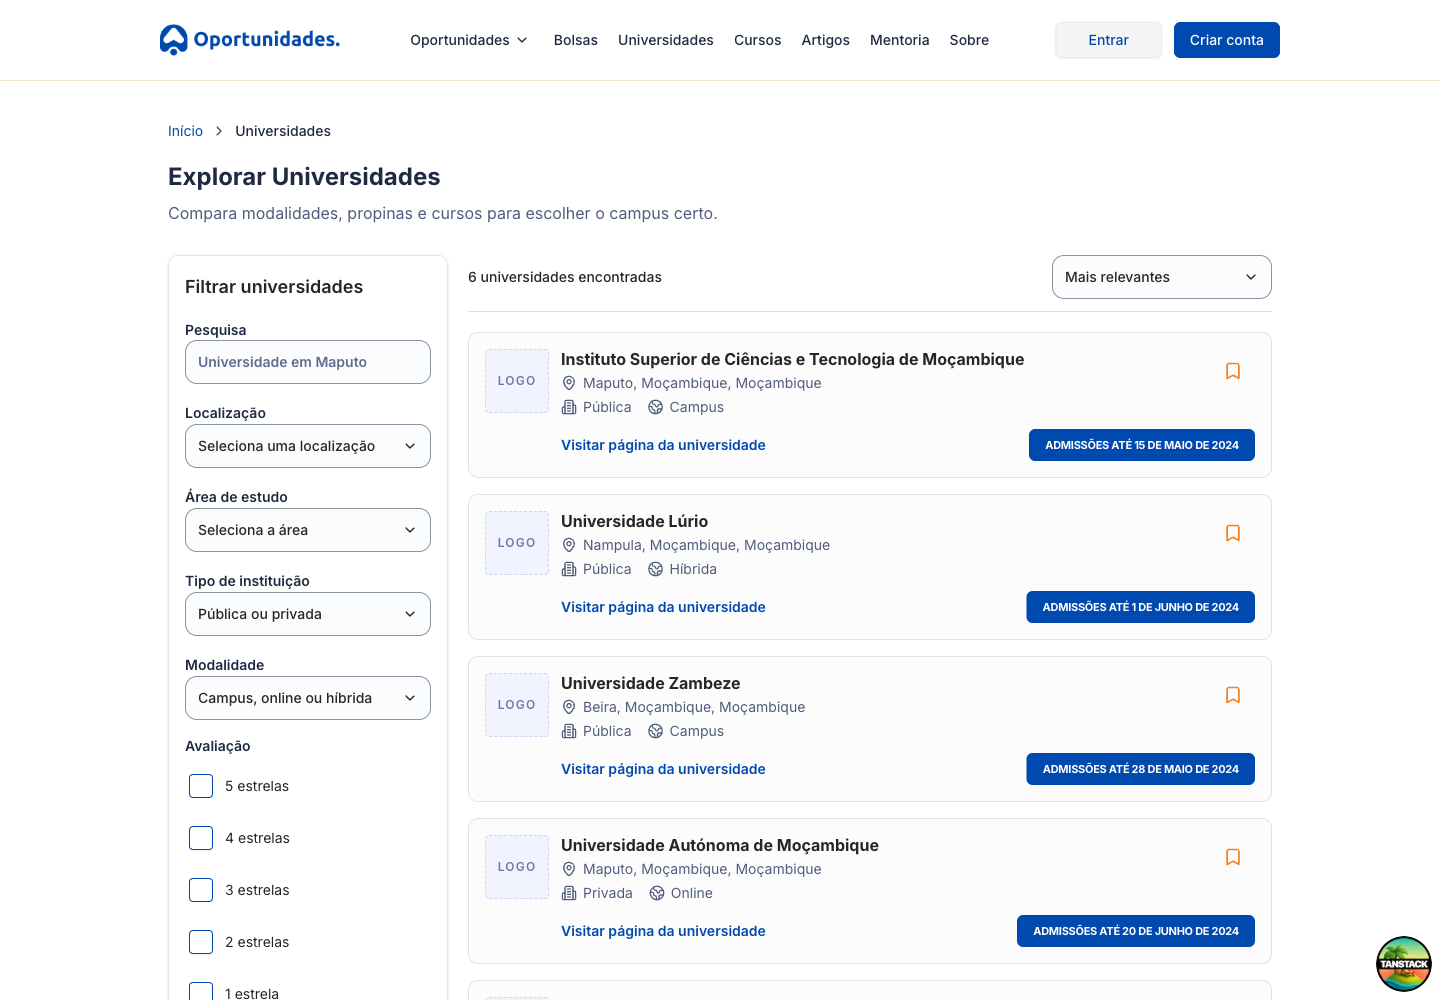 Oportunidades.
Oportunidades
Bolsas
Universidades
Cursos
Artigos
Mentoria
Sobre
Entrar
Criar conta
Início
Universidades
Explorar Universidades
Compara modalidades, propinas e cursos para escolher o campus certo.
Filtrar universidades
Pesquisa
Universidade em Maputo
Localização
Seleciona uma localização
Área de estudo
Seleciona a área
Tipo de instituição
Pública ou privada
Modalidade
Campus, online ou híbrida
Avaliação
5 estrelas
4 estrelas
3 estrelas
2 estrelas
1 estrela
6 universidades encontradas
Mais relevantes
LOGO
Instituto Superior de Ciências e Tecnologia de Moçambique
Maputo, Moçambique, Moçambique
Pública
Campus
Visitar página da universidade
ADMISSÕES ATÉ 15 DE MAIO DE 2024
LOGO
Universidade Lúrio
Nampula, Moçambique, Moçambique
Pública
Híbrida
Visitar página da universidade
ADMISSÕES ATÉ 1 DE JUNHO DE 2024
LOGO
Universidade Zambeze
Beira, Moçambique, Moçambique
Pública
Campus
Visitar página da universidade
ADMISSÕES ATÉ 28 DE MAIO DE 2024
LOGO
Universidade Autónoma de Moçambique
Maputo, Moçambique, Moçambique
Privada
Online
Visitar página da universidade
ADMISSÕES ATÉ 20 DE JUNHO DE 2024
TANSTACK